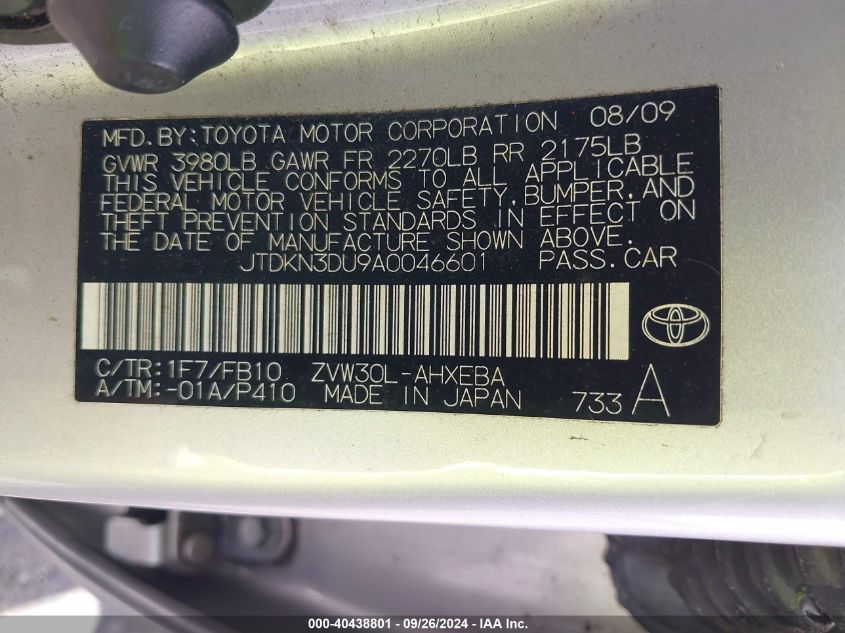 MFD. BY: TOYOTA MOTOR CORPORATION 08/09
GVWR 3980LB GAWR FR 2270LB RR 2175LB
THIS VEHICLE CONFORMS TO ALL APPLICABLE
FEDERAL MOTOR VEHICLE SAFETY, BUMPER, AND
THEFT PREVENTION STANDARDS IN EFFECT ON
THE DATE OF MANUFACTURE SHOWN ABOVE.
JTDKN3DU9A0046601 PASS. CAR
C/TR: 1F7/FB10 ZVW30L-AHXEBA
A/TM: -01A/P410 MADE IN JAPAN 733 A
000-40438801 - 09/26/2024 - IAA Inc.